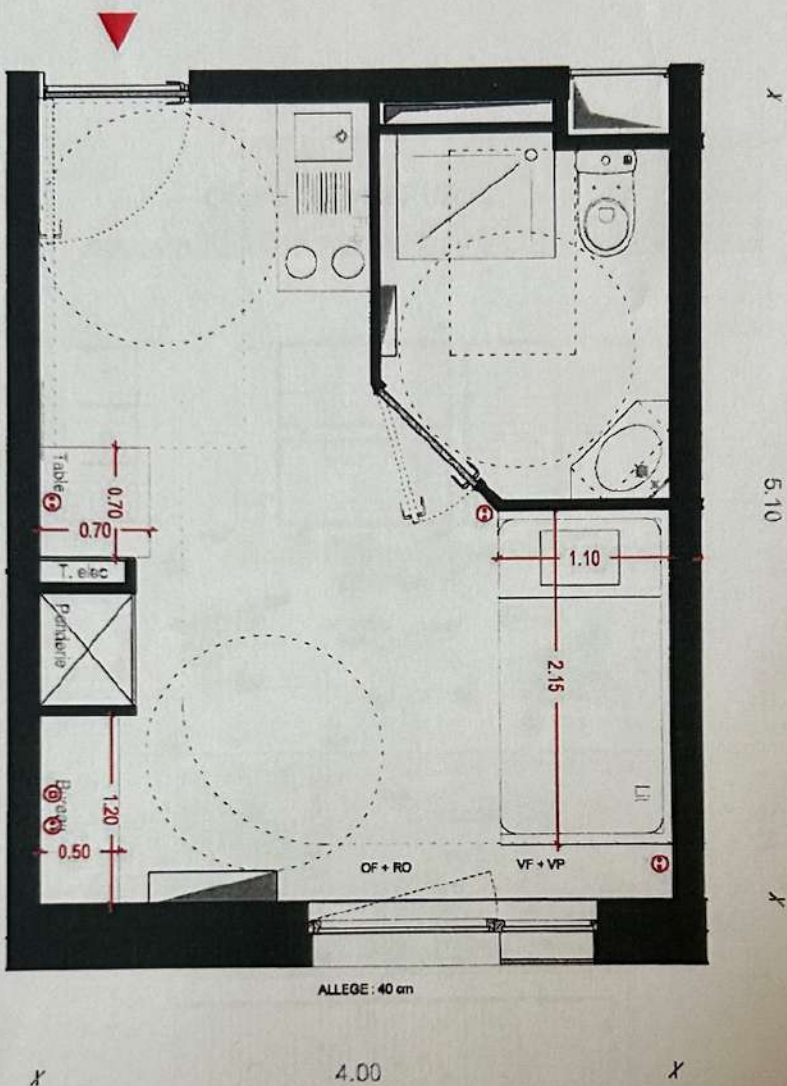 Table
0.70
0.70
T. elec
Penderie
Bureau
1.20
0.50
1.10
2.15
Lit
OF + RO
VF + VP
ALLEGE : 40 cm
4.00
5.10